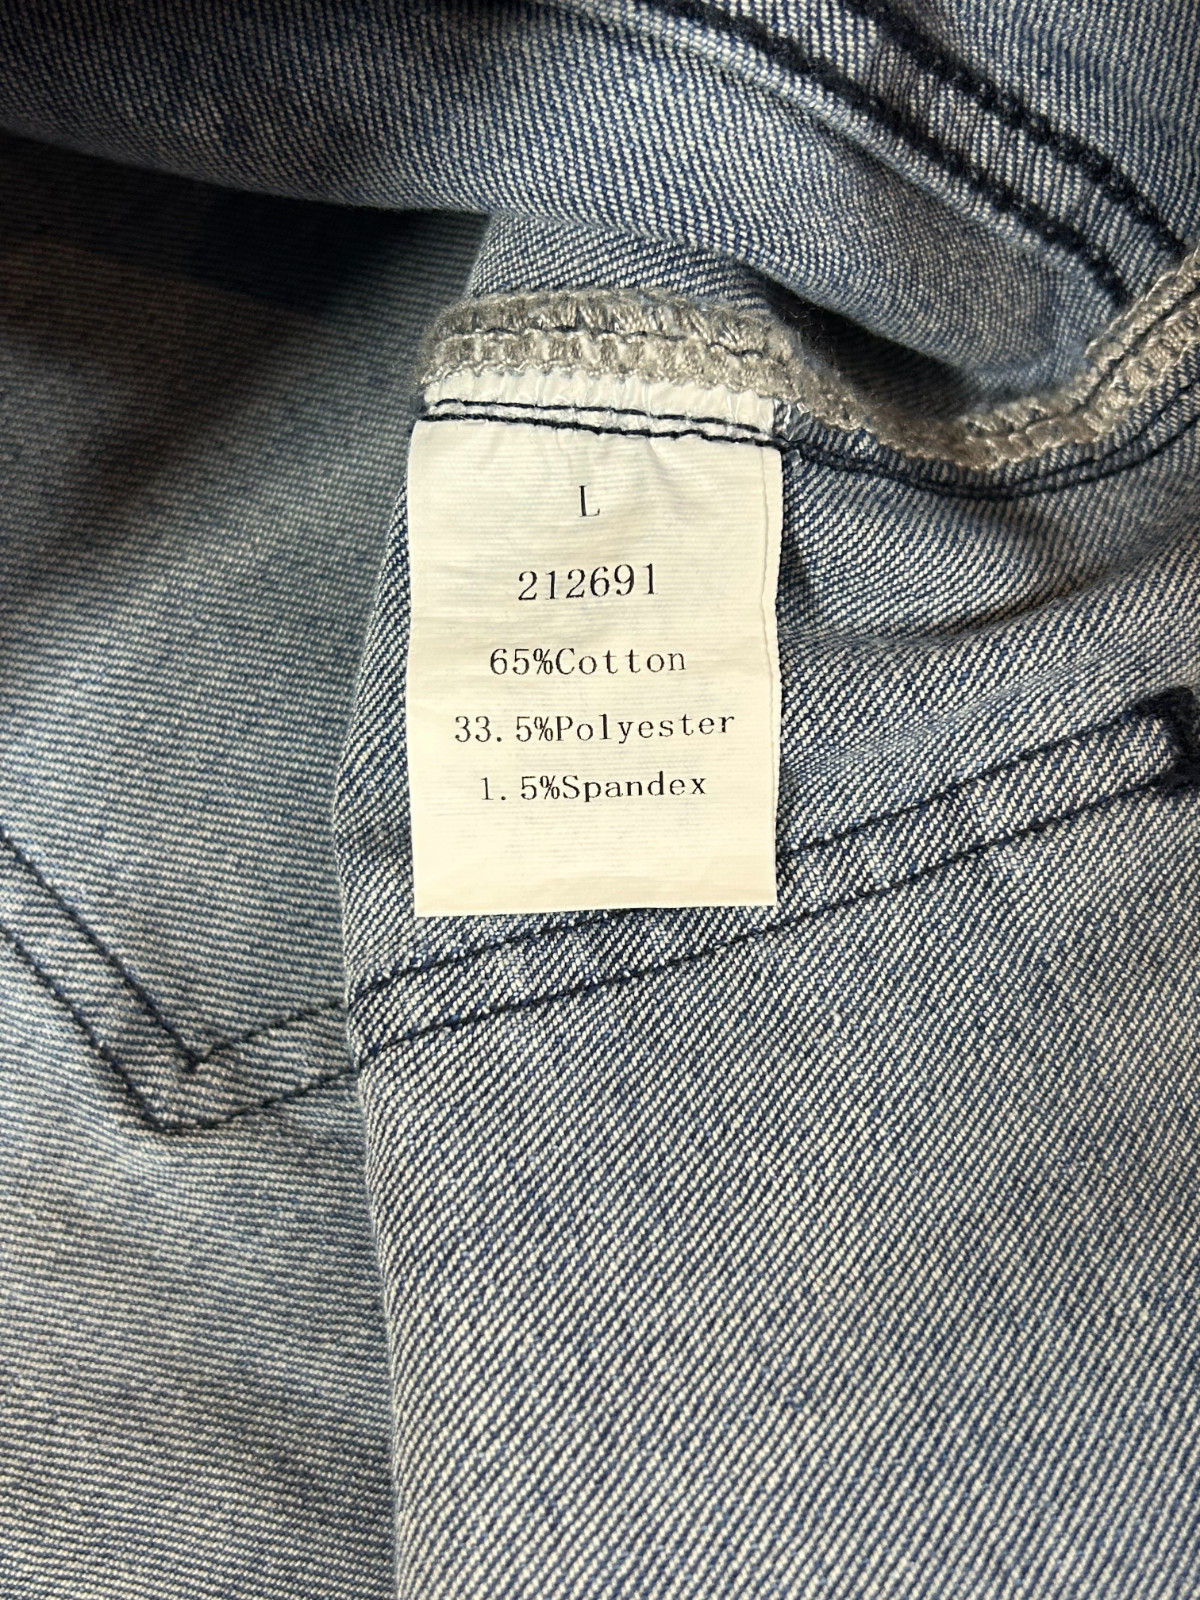 L
212691
65%Cotton
33.5%Polyester
1.5%Spandex